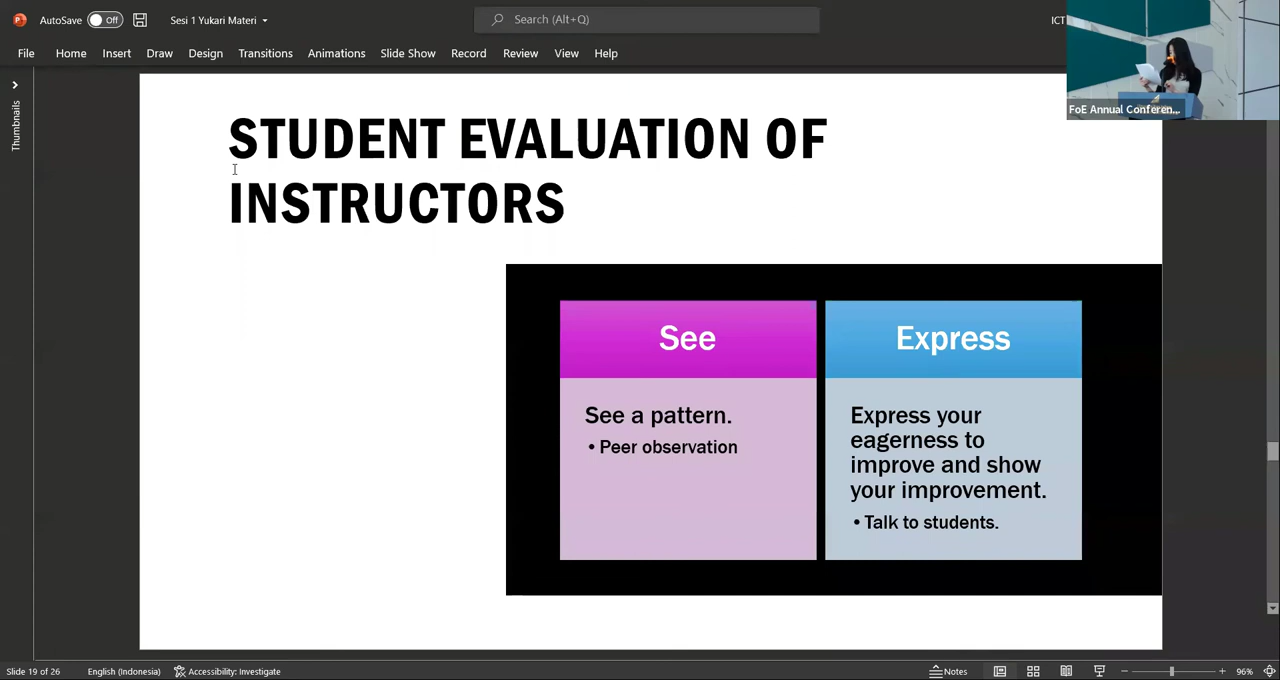 AutoSave Off Sesi 1 Yukari Materi Search (Alt+Q) ICT
File Home Insert Draw Design Transitions Animations Slide Show Record Review View Help
FoE Annual Conferen...
Thumbnails
STUDENT EVALUATION OF
INSTRUCTORS
See
See a pattern.
• Peer observation
Express
Express your
eagerness to
improve and show
your improvement.
• Talk to students.
Slide 19 of 26 English (Indonesia) Accessibility: Investigate Notes 96%